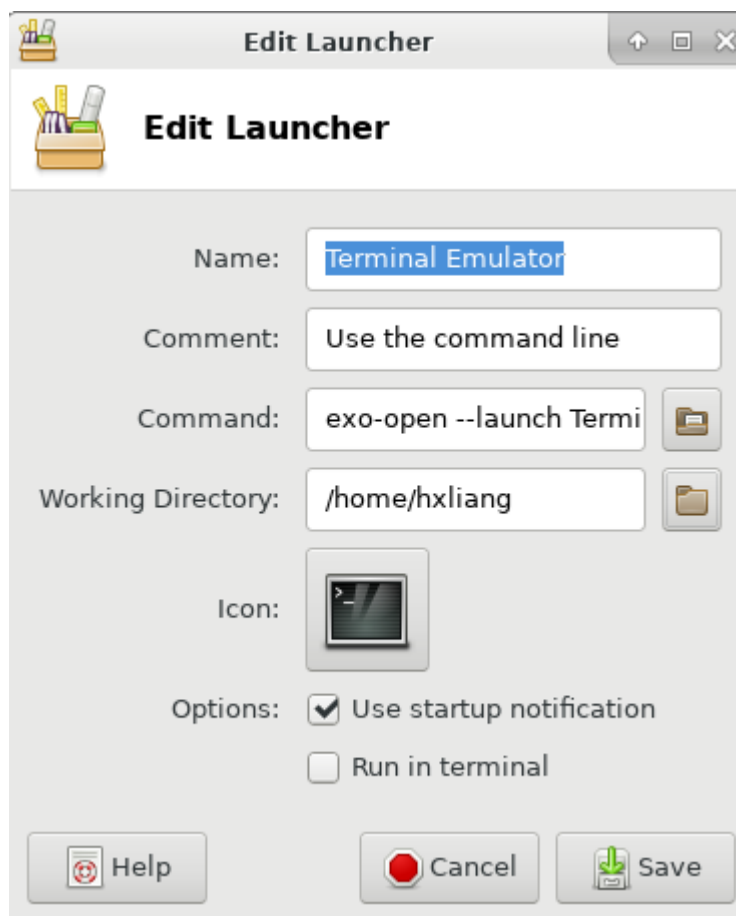 Edit Launcher
Edit Launcher
Name: Terminal Emulator
Comment: Use the command line
Command: exo-open --launch Termi
Working Directory: /home/hxliang
Icon: >_
Options: Use startup notification
Run in terminal
Help Cancel Save